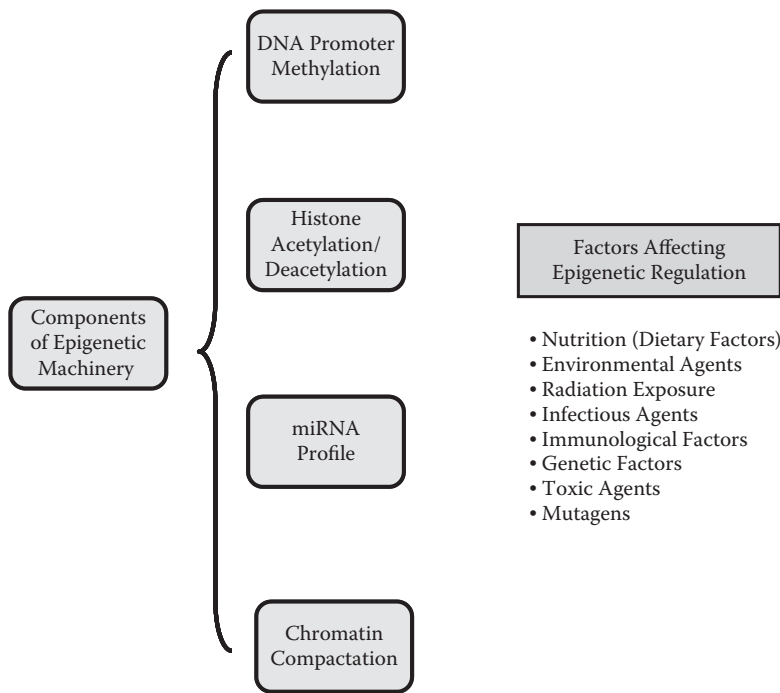 DNA Promoter
Methylation
Histone
Acetylation/
Deacetylation
Components
of Epigenetic
Machinery
miRNA
Profile
Chromatin
Compactation
Factors Affecting
Epigenetic Regulation
• Nutrition (Dietary Factors)
• Environmental Agents
• Radiation Exposure
• Infectious Agents
• Immunological Factors
• Genetic Factors
• Toxic Agents
• Mutagens